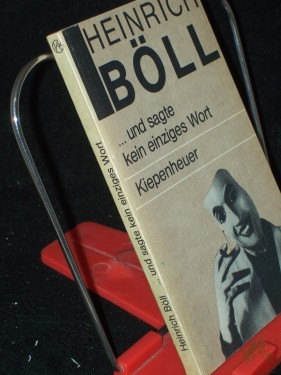 HEINRICH
BÖLL
... und sagte
kein einziges Wort
Kiepenheuer
Heinrich Böll ... und sagte kein einziges Wort